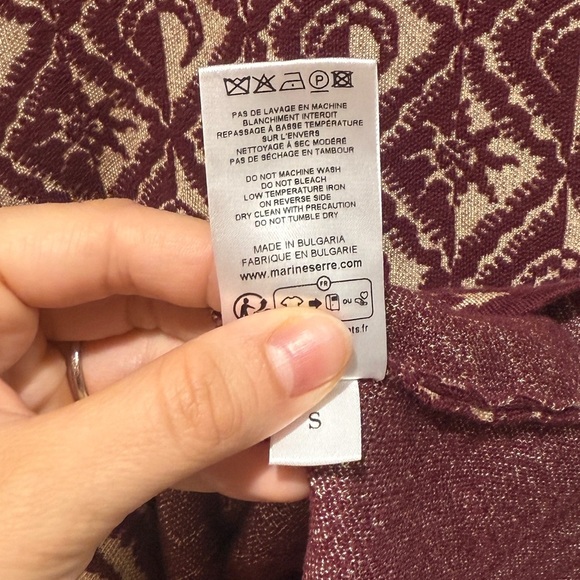 P
PAS DE LAVAGE EN MACHINE
BLANCHIMENT INTERDIT
REPASSAGE À BASSE TEMPÉRATURE
SUR L'ENVERS
NETTOYAGE À SEC MODÉRÉ
PAS DE SÉCHAGE EN TAMBOUR
DO NOT MACHINE WASH
DO NOT BLEACH
LOW TEMPERATURE IRON
ON REVERSE SIDE
DRY CLEAN WITH PRECAUTION
DO NOT TUMBLE DRY
MADE IN BULGARIA
FABRIQUE EN BULGARIE
www.marineserre.com
FR
OU
ts.fr
S